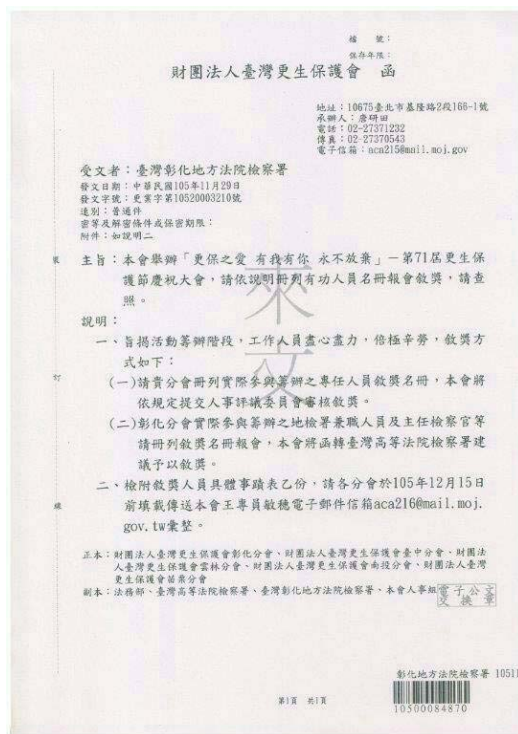 檔　號：
保存年限：
財團法人臺灣更生保護會　函
地址：10675臺北市基隆路2段166-1號
承辦人：唐研田
電話：02-27371232
傳真：02-27370543
電子信箱：aca215@mail.moj.gov
受文者：臺灣彰化地方法院檢察署
發文日期：中華民國105年11月29日
發文字號：更業字第10520003210號
速別：普通件
密等及解密條件或保密期限：
附件：如說明二
主旨：本會舉辦「更保之愛 有我有你 永不放棄」－第71屆更生保
護節慶祝大會，請依說明冊列有功人員名冊報會敘獎，請查
照。
說明：
一、旨揭活動籌辦階段，工作人員盡心盡力，倍極辛勞，敘獎方
式如下：
(一)請貴分會冊列實際參與籌辦之專任人員敘獎名冊，本會將
依規定提交人事評議委員會審核敘獎。
(二)彰化分會實際參與籌辦之地檢署兼職人員及主任檢察官等
請冊列敘獎名冊報會，本會將函轉臺灣高等法院檢察署建
議予以敘獎。
二、檢附敘獎人員具體事蹟表乙份，請各分會於105年12月15日
前填載傳送本會王專員敏穗電子郵件信箱aca216@mail.moj.
gov.tw彙整。
來文
訂
線
正本：財團法人臺灣更生保護會彰化分會、財團法人臺灣更生保護會臺中分會、財團法
人臺灣更生保護會雲林分會、財團法人臺灣更生保護會南投分會、財團法人臺灣
更生保護會苗栗分會
副本：法務部、臺灣高等法院檢察署、臺灣彰化地方法院檢察署、本會人事組
電子公文
交換章
彰化地方法院檢察署 10511
10500084870
第1頁　共1頁